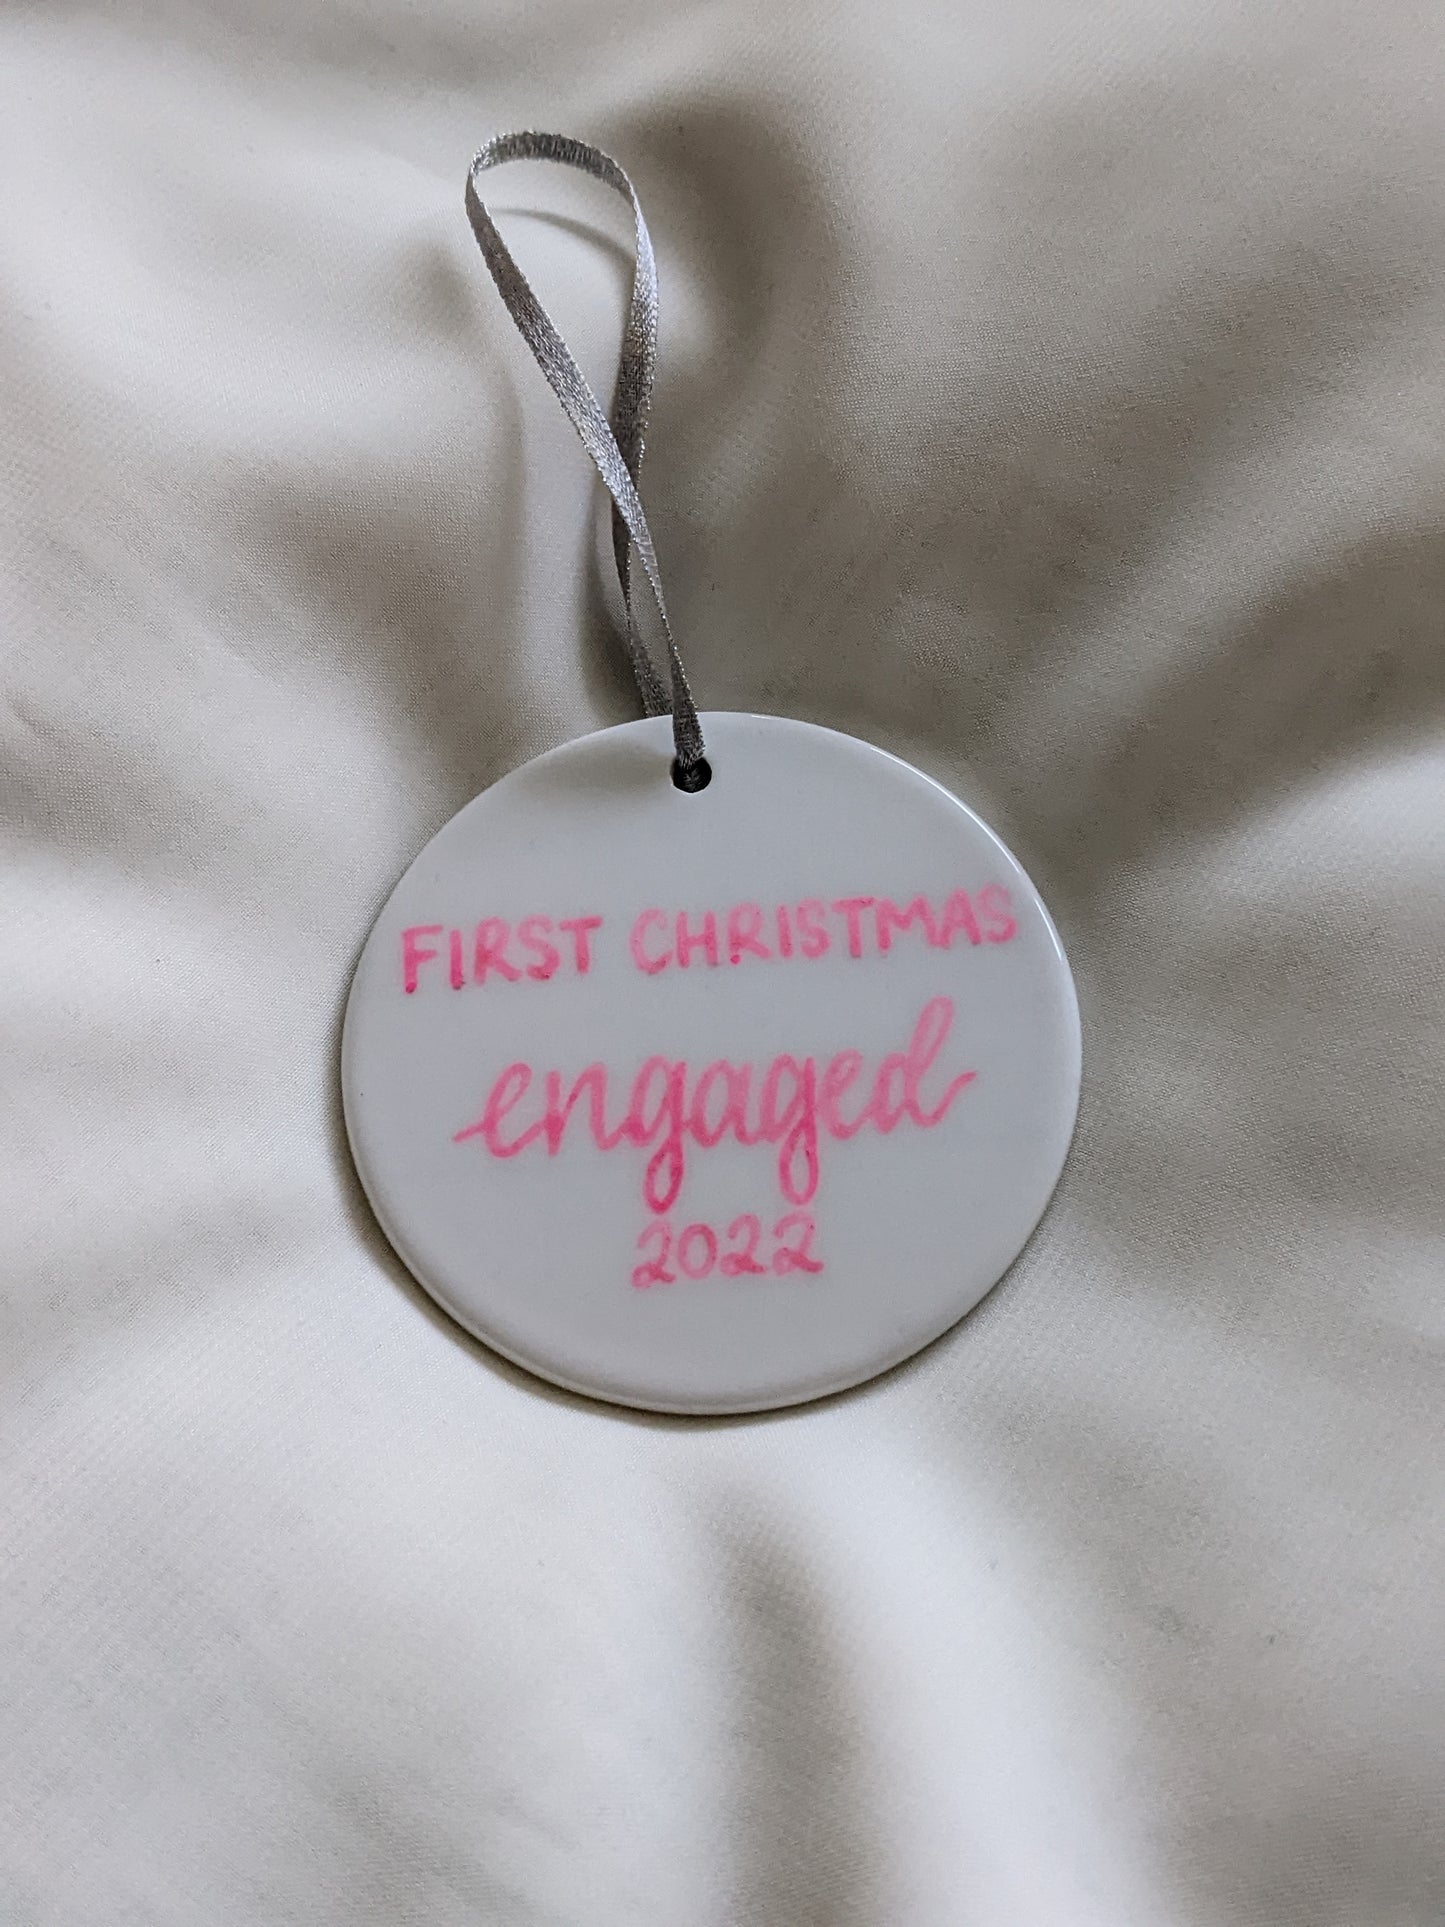 FIRST CHRISTMAS
engaged
2022